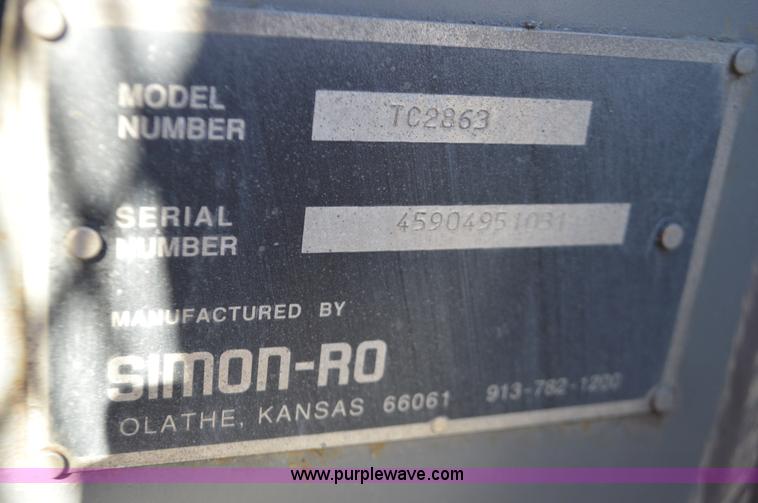 MODEL
NUMBER
TC2863
SERIAL
NUMBER
45904951031
MANUFACTURED BY
SIMON-RO
OLATHE, KANSAS 66061 913-782-1200
www.purplewave.com